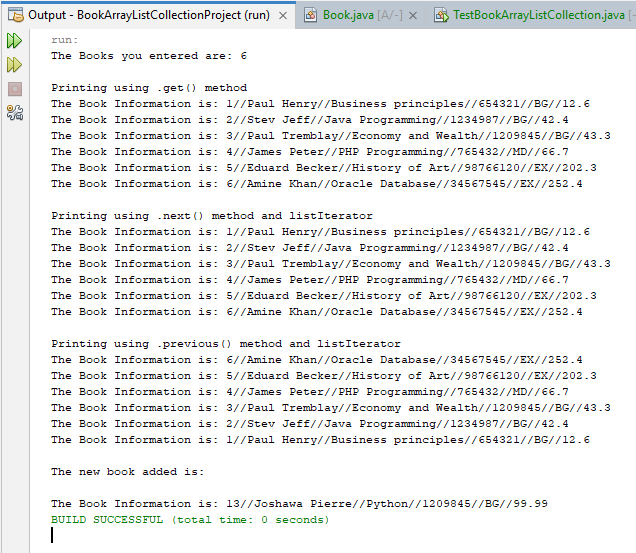 Output - BookArrayListCollectionProject (run) × Book.java [A/-] × TestBookArrayListCollection.java [-
run:
The Books you entered are: 6
Printing using .get() method
The Book Information is: 1//Paul Henry//Business principles//654321//BG//12.6
The Book Information is: 2//Stev Jeff//Java Programming//1234987//BG//42.4
The Book Information is: 3//Paul Tremblay//Economy and Wealth//1209845//BG//43.3
The Book Information is: 4//James Peter//PHP Programming//765432//MD//66.7
The Book Information is: 5//Eduard Becker//History of Art//98766120//EX//202.3
The Book Information is: 6//Amine Khan//Oracle Database//34567545//EX//252.4
Printing using .next() method and listIterator
The Book Information is: 1//Paul Henry//Business principles//654321//BG//12.6
The Book Information is: 2//Stev Jeff//Java Programming//1234987//BG//42.4
The Book Information is: 3//Paul Tremblay//Economy and Wealth//1209845//BG//43.3
The Book Information is: 4//James Peter//PHP Programming//765432//MD//66.7
The Book Information is: 5//Eduard Becker//History of Art//98766120//EX//202.3
The Book Information is: 6//Amine Khan//Oracle Database//34567545//EX//252.4
Printing using .previous() method and listIterator
The Book Information is: 6//Amine Khan//Oracle Database//34567545//EX//252.4
The Book Information is: 5//Eduard Becker//History of Art//98766120//EX//202.3
The Book Information is: 4//James Peter//PHP Programming//765432//MD//66.7
The Book Information is: 3//Paul Tremblay//Economy and Wealth//1209845//BG//43.3
The Book Information is: 2//Stev Jeff//Java Programming//1234987//BG//42.4
The Book Information is: 1//Paul Henry//Business principles//654321//BG//12.6
The new book added is:
The Book Information is: 13//Joshawa Pierre//Python//1209845//BG//99.99
BUILD SUCCESSFUL (total time: 0 seconds)